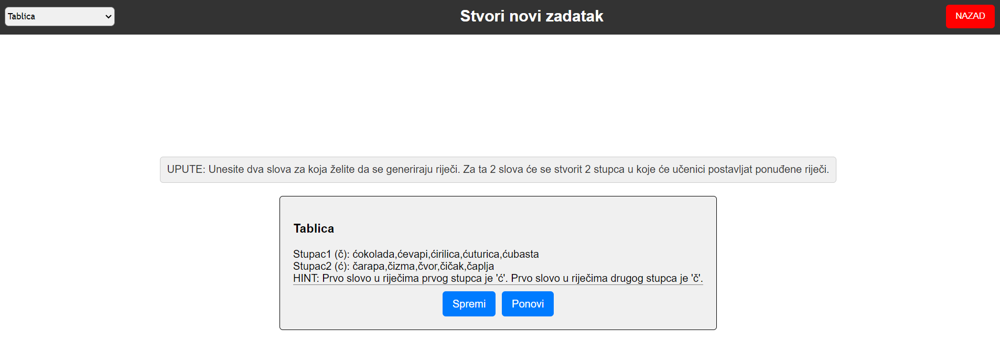 Tablica
Stvori novi zadatak
NAZAD
UPUTE: Unesite dva slova za koja želite da se generiraju riječi. Za ta 2 slova će se stvorit 2 stupca u koje će učenici postavljat ponuđene riječi.
Tablica
Stupac1 (č): ćokolada,ćevapi,ćirilica,ćuturica,ćubasta
Stupac2 (ć): čarapa,čizma,čvor,čičak,čaplja
HINT: Prvo slovo u riječima prvog stupca je 'ć'. Prvo slovo u riječima drugog stupca je 'č'.
Spremi
Ponovi